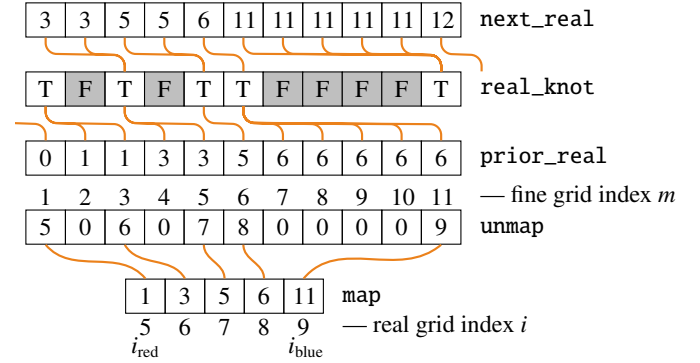 3 3 5 5 6 11 11 11 11 11 12 next_real
T F T F T T F F F F T real_knot
0 1 1 3 3 5 6 6 6 6 6 prior_real
1 2 3 4 5 6 7 8 9 10 11 — fine grid index m
5 0 6 0 7 8 0 0 0 0 9 unmap
1 3 5 6 11 map
5 6 7 8 9 — real grid index i
i_red i_blue